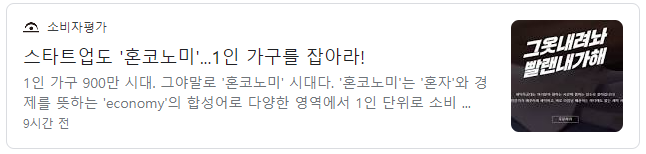 소비자평가
스타트업도 '혼코노미'...1인 가구를 잡아라!
1인 가구 900만 시대. 그야말로 '혼코노미' 시대다. '혼코노미'는 '혼자'와 경
제를 뜻하는 'economy'의 합성어로 다양한 영역에서 1인 단위로 소비 ...
9시간 전
그옷내려놔
빨랜내가해